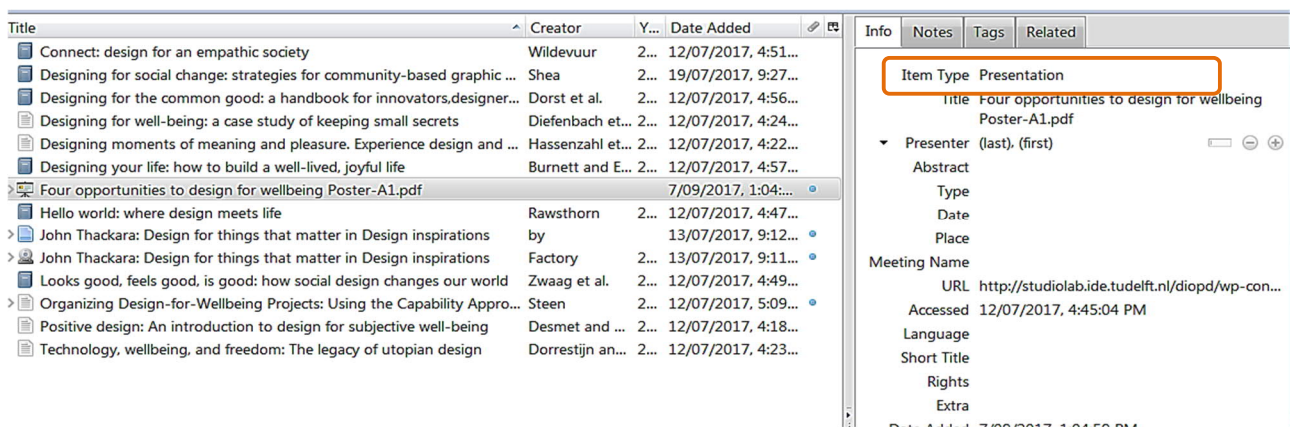 Title Creator Y... Date Added
Connect: design for an empathic society Wildevuur 2... 12/07/2017, 4:51...
Designing for social change: strategies for community-based graphic ... Shea 2... 19/07/2017, 9:27...
Designing for the common good: a handbook for innovators,designer... Dorst et al. 2... 12/07/2017, 4:56...
Designing for well-being: a case study of keeping small secrets Diefenbach et... 2... 12/07/2017, 4:24...
Designing moments of meaning and pleasure. Experience design and ... Hassenzahl et... 2... 12/07/2017, 4:22...
Designing your life: how to build a well-lived, joyful life Burnett and E... 2... 12/07/2017, 4:57...
Four opportunities to design for wellbeing Poster-A1.pdf 7/09/2017, 1:04:...
Hello world: where design meets life Rawsthorn 2... 12/07/2017, 4:47...
John Thackara: Design for things that matter in Design inspirations by 13/07/2017, 9:12...
John Thackara: Design for things that matter in Design inspirations Factory 2... 13/07/2017, 9:11...
Looks good, feels good, is good: how social design changes our world Zwaag et al. 2... 12/07/2017, 4:49...
Organizing Design-for-Wellbeing Projects: Using the Capability Appro... Steen 2... 12/07/2017, 5:09...
Positive design: An introduction to design for subjective well-being Desmet and ... 2... 12/07/2017, 4:18...
Technology, wellbeing, and freedom: The legacy of utopian design Dorrestijn an... 2... 12/07/2017, 4:23...
Info Notes Tags Related
Item Type Presentation
Title Four opportunities to design for wellbeing
Poster-A1.pdf
Presenter (last), (first)
Abstract
Type
Date
Place
Meeting Name
URL http://studiolab.ide.tudelft.nl/diopd/wp-con...
Accessed 12/07/2017, 4:45:04 PM
Language
Short Title
Rights
Extra
Date Added 7/09/2017, 1:04:50 PM